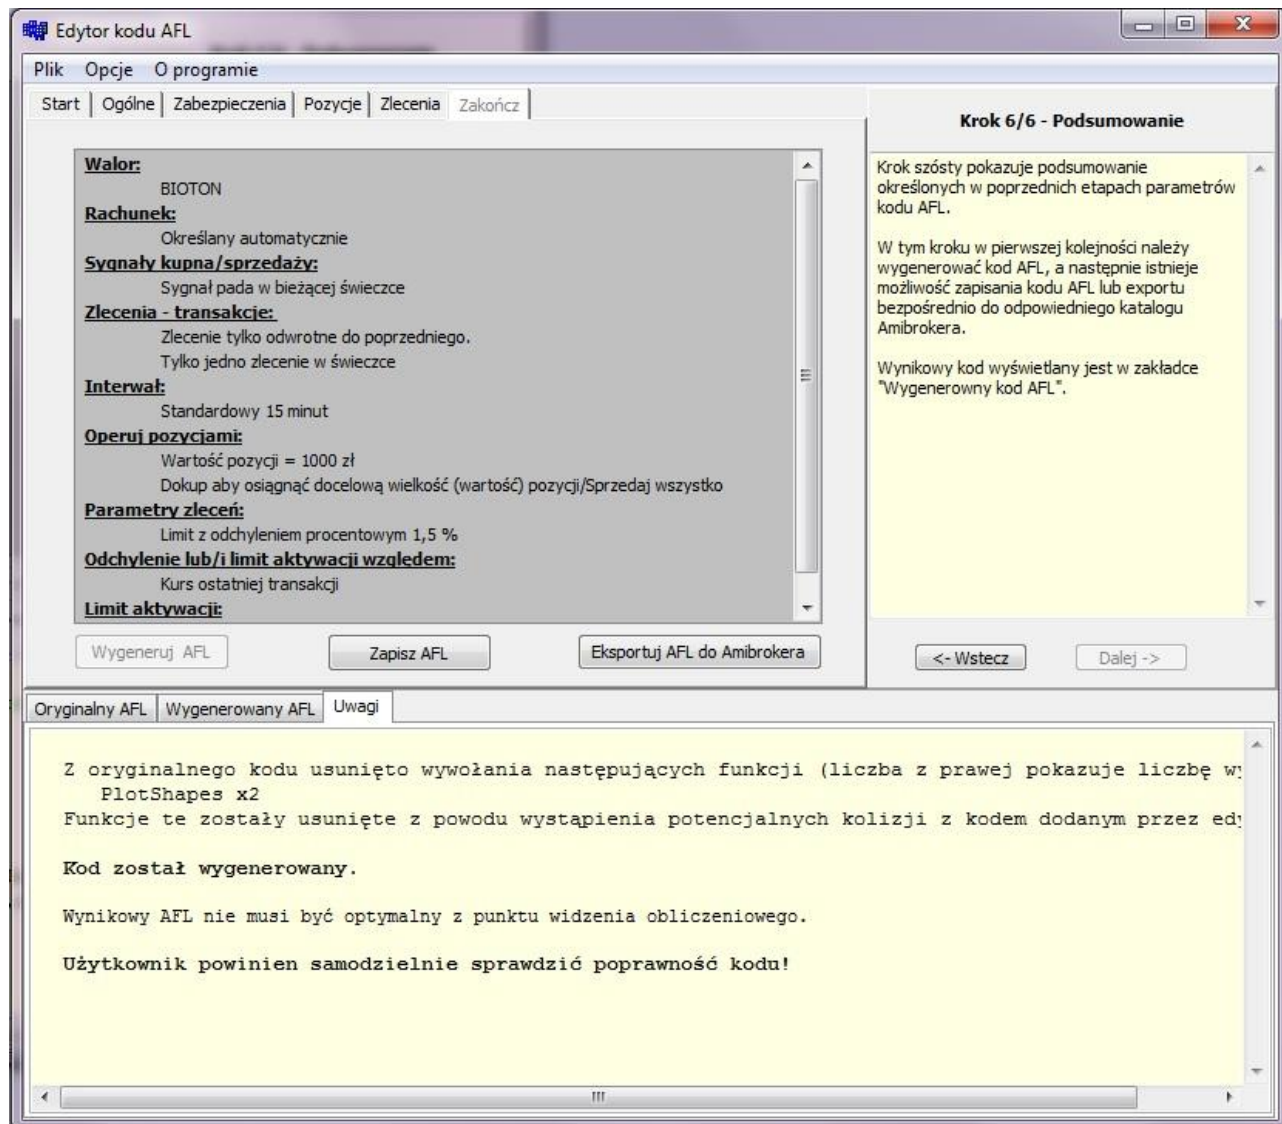 Edytor kodu AFL
Plik Opcje O programie
Start Ogólne Zabezpieczenia Pozycje Zlecenia Zakończ
Walor:
BIOTON
Rachunek:
Określany automatycznie
Sygnały kupna/sprzedaży:
Sygnał pada w bieżącej świeczce
Zlecenia - transakcje:
Zlecenie tylko odwrotne do poprzedniego.
Tylko jedno zlecenie w świeczce
Interwał:
Standardowy 15 minut
Operuj pozycjami:
Wartość pozycji = 1000 zł
Dokup aby osiągnąć docelową wielkość (wartość) pozycji/Sprzedaj wszystko
Parametry zleceń:
Limit z odchyleniem procentowym 1,5 %
Odchylenie lub/i limit aktywacji względem:
Kurs ostatniej transakcji
Limit aktywacji:
Wygeneruj AFL
Zapisz AFL
Eksportuj AFL do Amibrokera
Krok 6/6 - Podsumowanie
Krok szósty pokazuje podsumowanie
określonych w poprzednich etapach parametrów
kodu AFL.
W tym kroku w pierwszej kolejności należy
wygenerować kod AFL, a następnie istnieje
możliwość zapisania kodu AFL lub exportu
bezpośrednio do odpowiedniego katalogu
Amibrokera.
Wynikowy kod wyświetlany jest w zakładce
"Wygenerowny kod AFL".
<- Wstecz
Dalej ->
Oryginalny AFL Wygenerowany AFL Uwagi
Z oryginalnego kodu usunięto wywołania następujących funkcji (liczba z prawej pokazuje liczbę
PlotShapes x2
Funkcje te zostały usunięte z powodu wystąpienia potencjalnych kolizji z kodem dodanym przez
Kod został wygenerowany.
Wynikowy AFL nie musi być optymalny z punktu widzenia obliczeniowego.
Użytkownik powinien samodzielnie sprawdzić poprawność kodu!